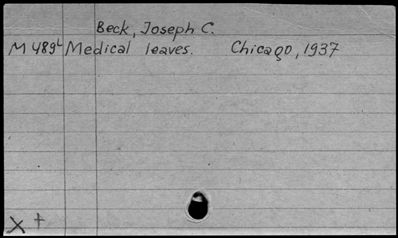 Beck, Joseph C.
M 489L Medical leaves. Chicago, 1937
X +